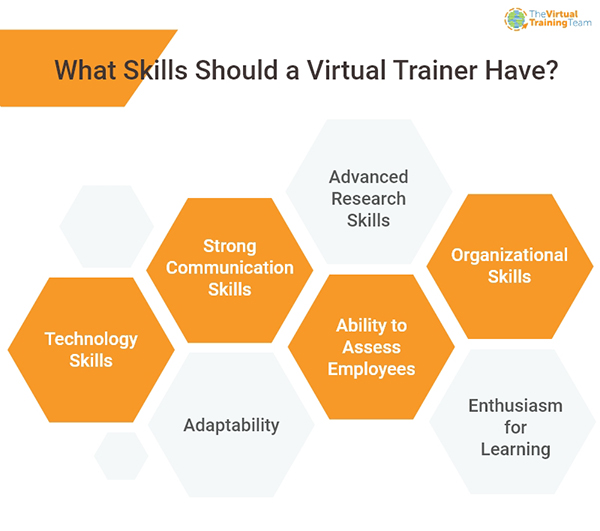 TheVirtual
TrainingTeam
What Skills Should a Virtual Trainer Have?
Advanced
Research
Skills
Strong
Communication
Skills
Organizational
Skills
Technology
Skills
Ability to
Assess
Employees
Adaptability
Enthusiasm
for
Learning